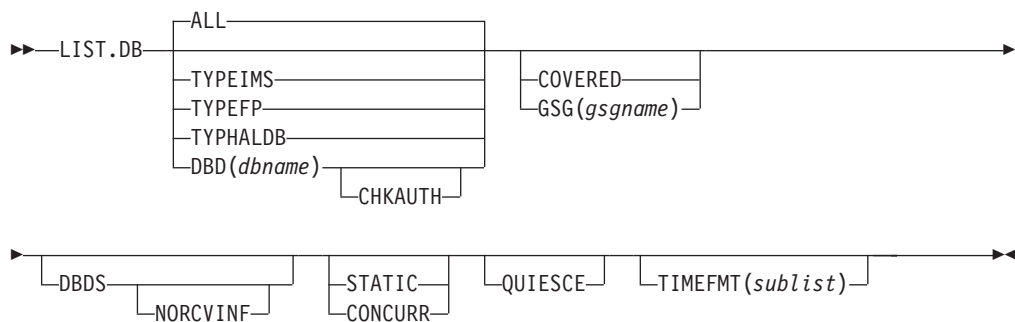 ALL
LIST.DB
TYPEIMS
TYPEFP
TYPHALDB
DBD(dbname)
CHKAUTH
COVERED
GSG(gsgname)
DBDS
NORCVINF
STATIC
CONCURR
QUIESCE
TIMEFMT(sublist)